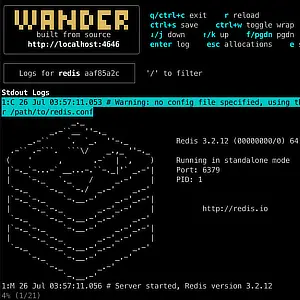 WANDER
built from source
http://localhost:4646
q/ctrl+c exit r reload
ctrl+s save ctrl+w toggle wrap
↓/j down ↑/k up f/pgdn pgdn
enter log esc allocations e s
Logs for redis aaf85a2c
'/' to filter
Stdout Logs
1:C 26 Jul 03:57:11.053 # Warning: no config file specified, using th
r /path/to/redis.conf
Redis 3.2.12 (00000000/0) 64
Running in standalone mode
Port: 6379
PID: 1
http://redis.io
1:M 26 Jul 03:57:11.056 # Server started, Redis version 3.2.12
4% (1/21)